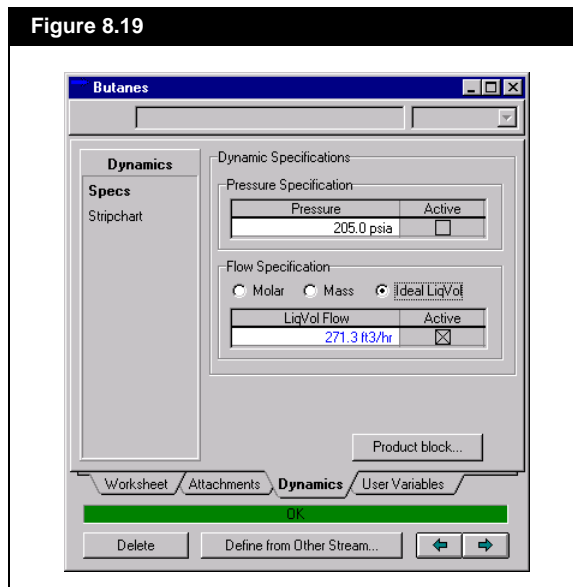 Figure 8.19
Butanes
Dynamics
Specs
Stripchart
Dynamic Specifications
Pressure Specification
Pressure Active
205.0 psia
Flow Specification
Molar Mass Ideal LiqVol
LiqVol Flow Active
271.3 ft3/hr
Product block...
Worksheet Attachments Dynamics User Variables
OK
Delete Define from Other Stream...